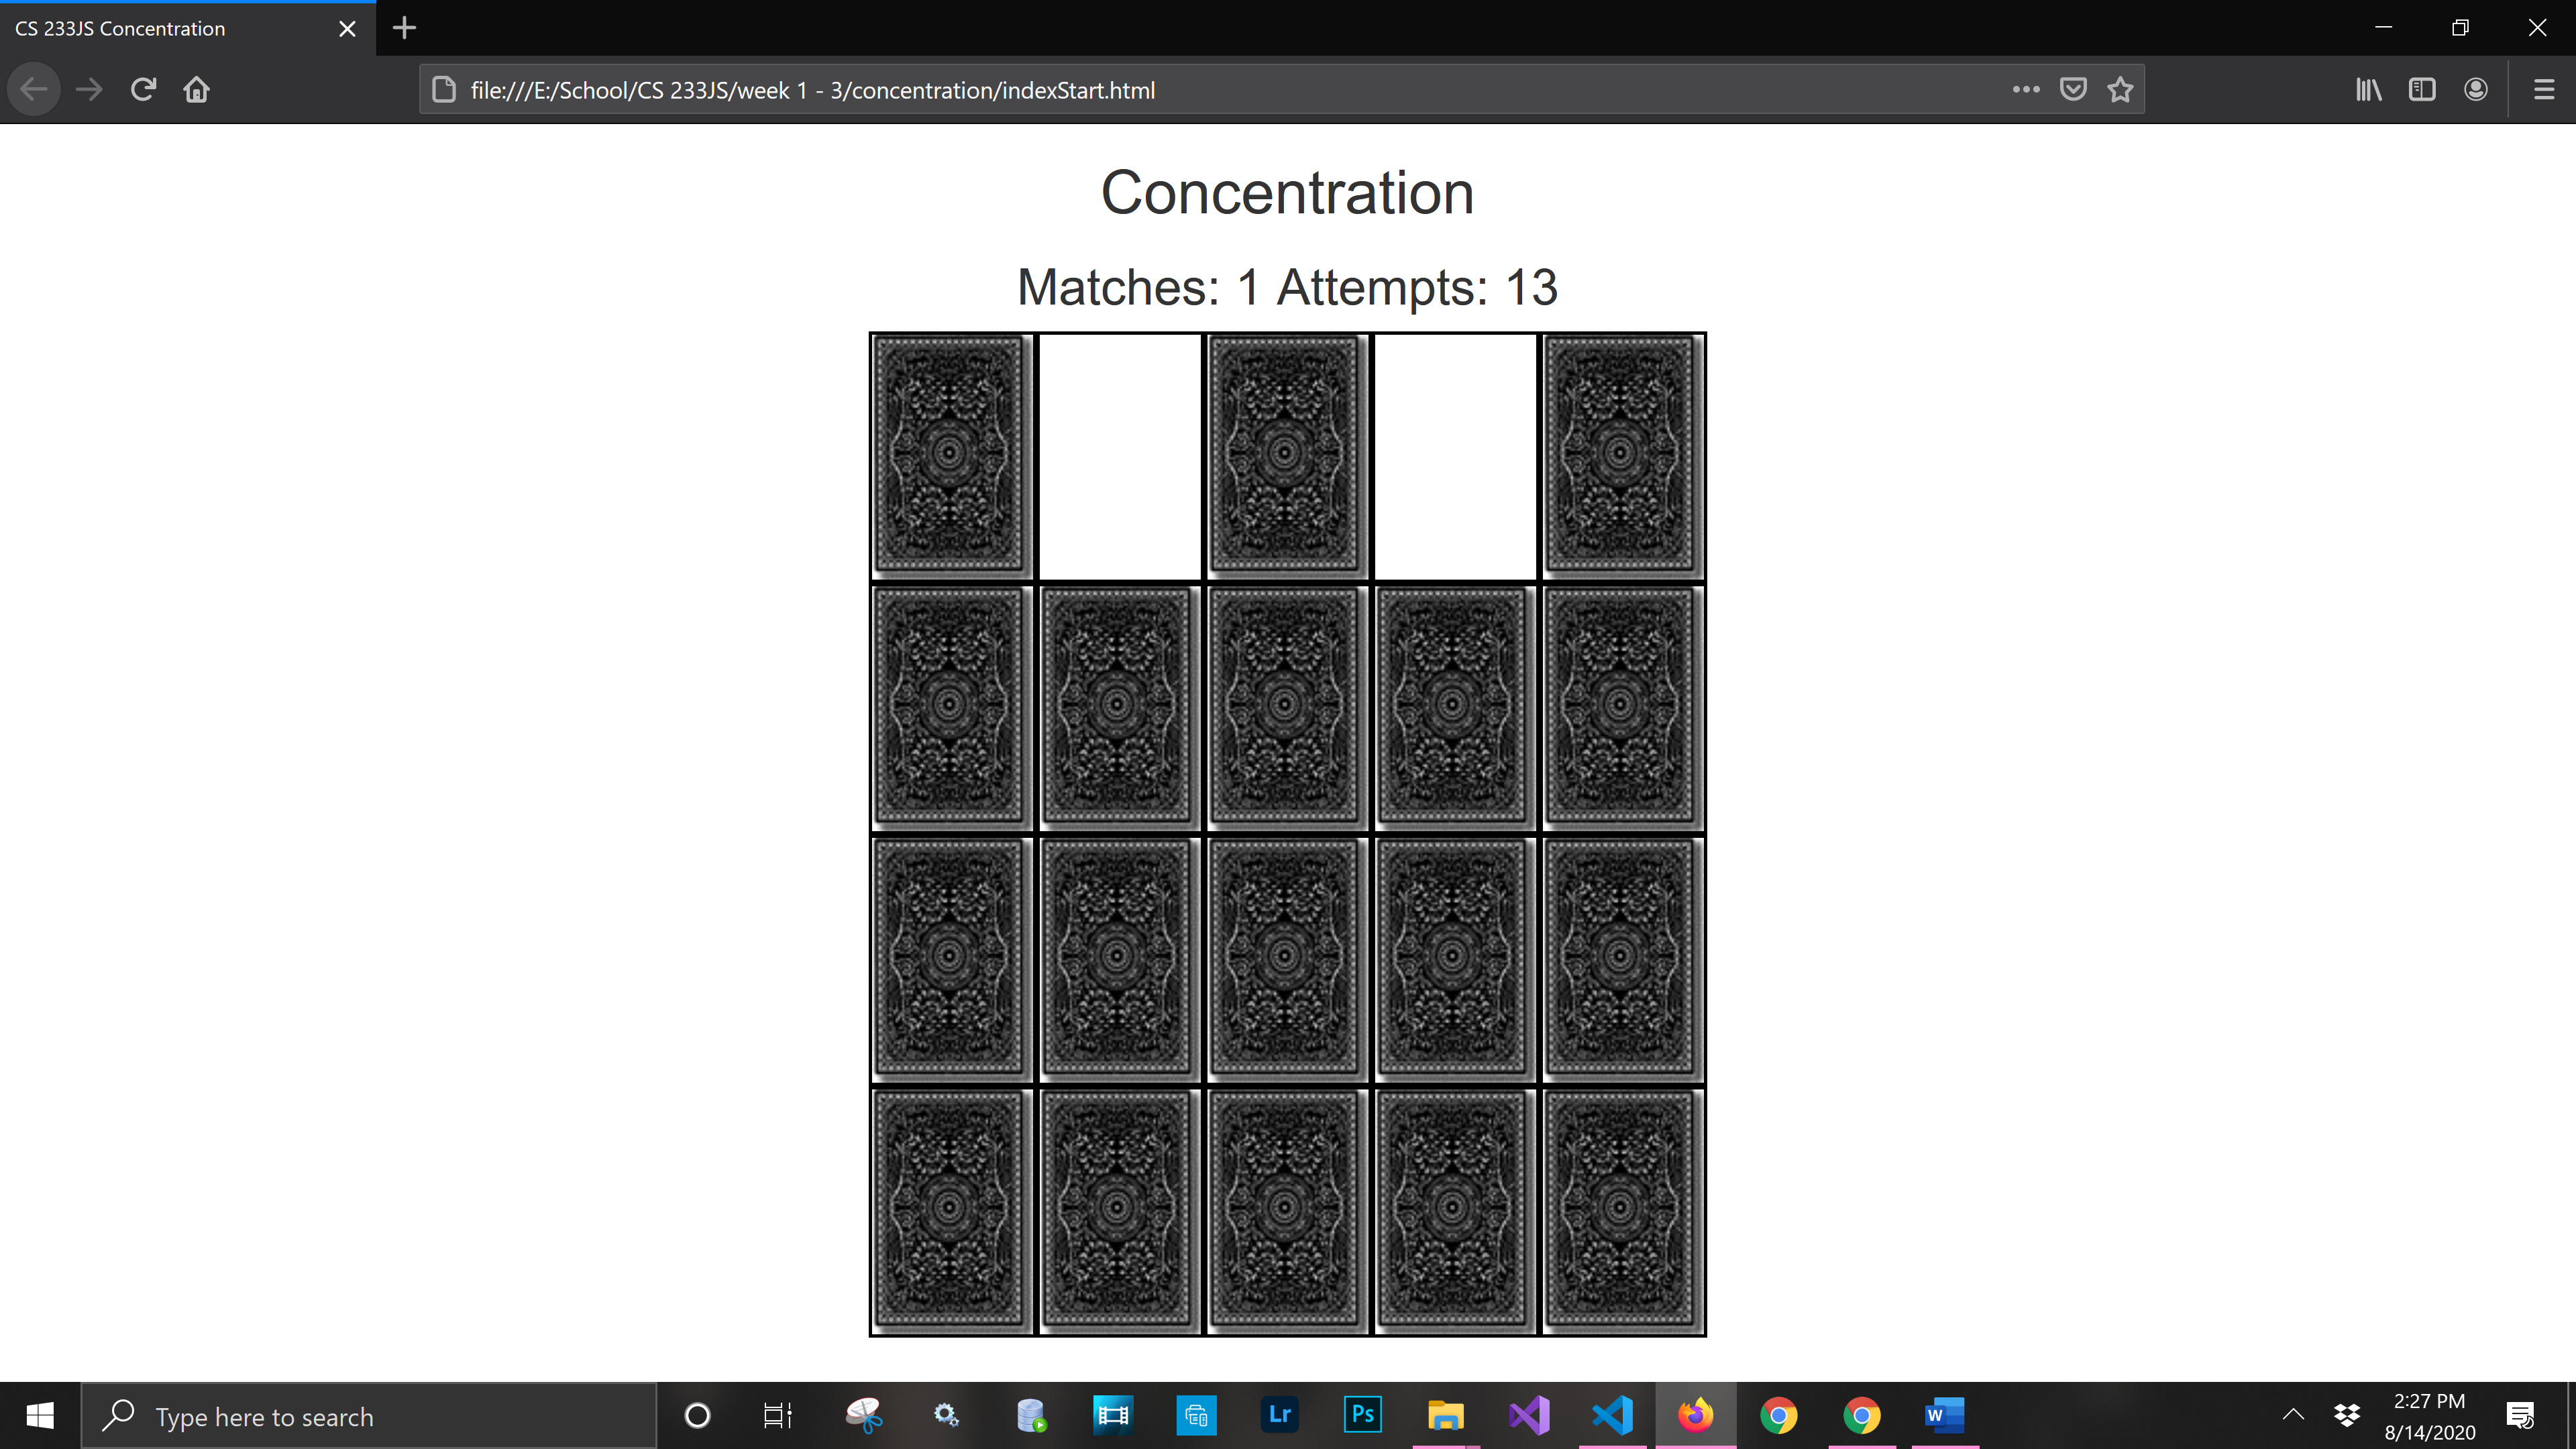 CS 233JS Concentration
file:///E:/School/CS 233JS/week 1 - 3/concentration/indexStart.html
Concentration
Matches: 1 Attempts: 13
Type here to search
Lr
Ps
W
2:27 PM
8/14/2020